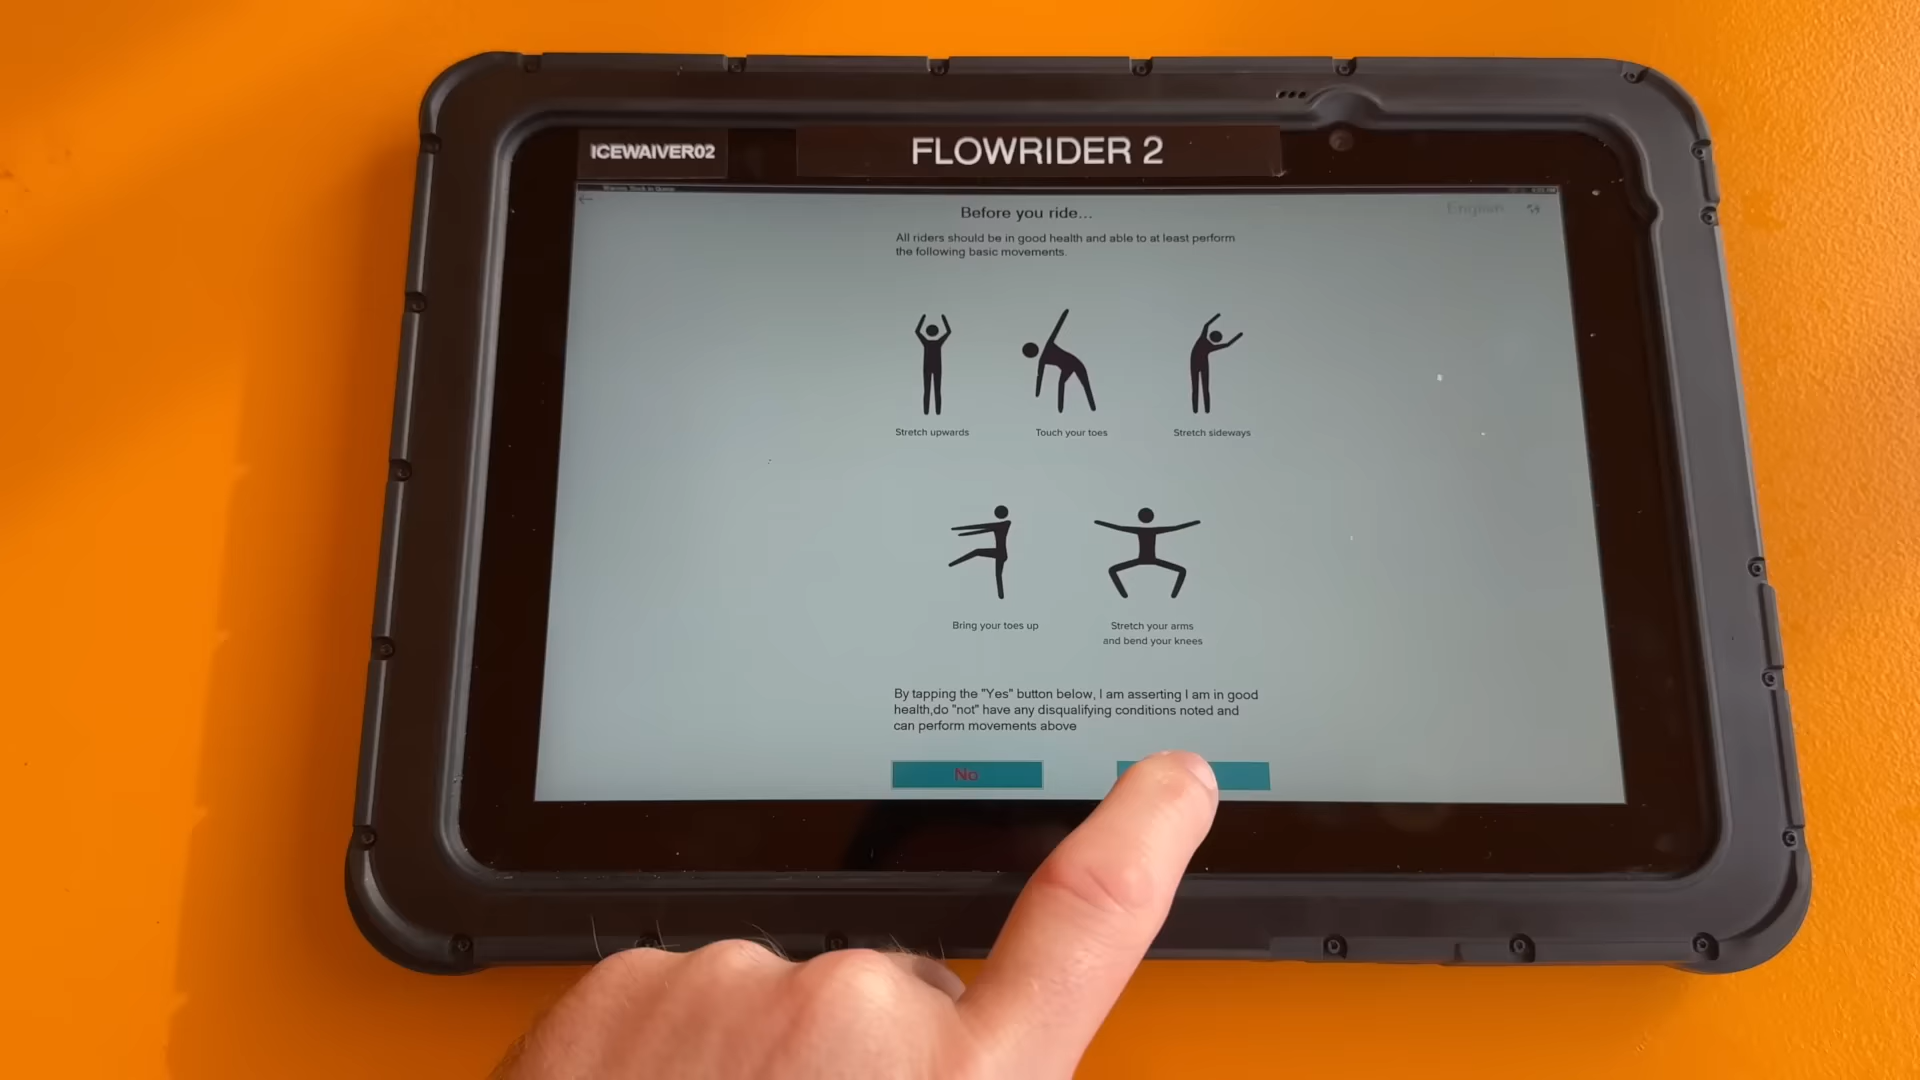 ICEWAIVER02
FLOWRIDER 2
English
Before you ride...
All riders should be in good health and able to at least perform
the following basic movements.
Stretch upwards
Touch your toes
Stretch sideways
Bring your toes up
Stretch your arms
and bend your knees
By tapping the "Yes" button below, I am asserting I am in good
health,do "not" have any disqualifying conditions noted and
can perform movements above
No